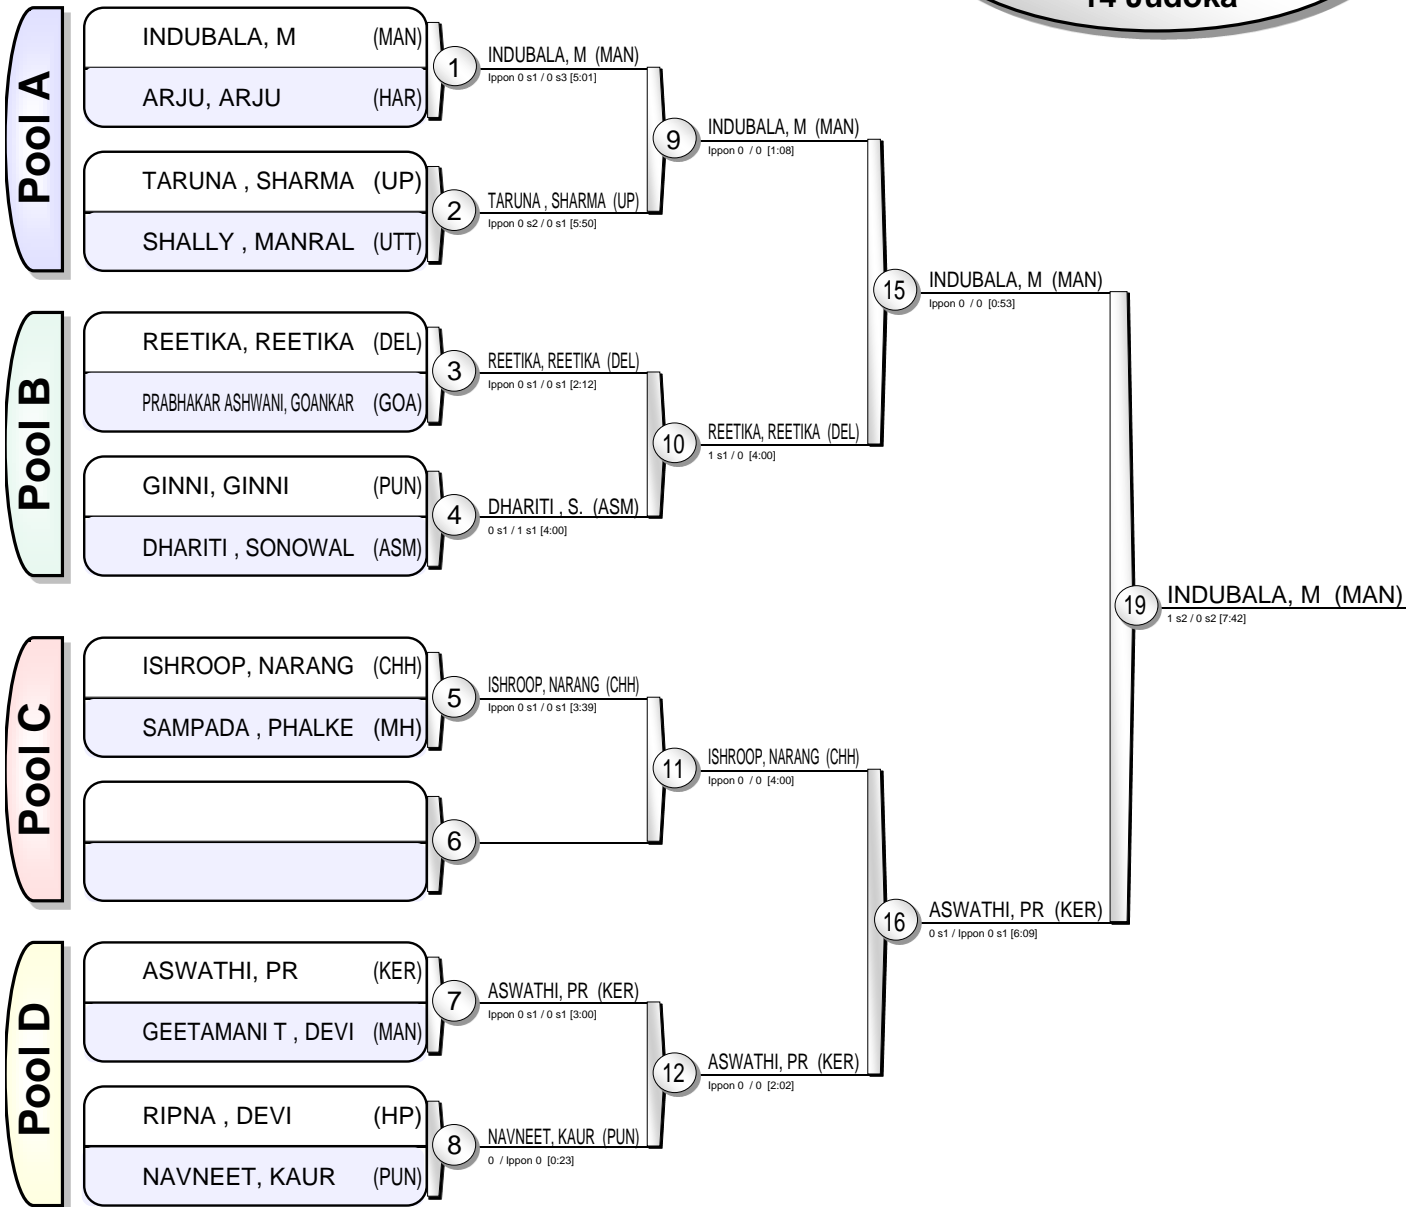 14 Judoka
Pool A
INDUBALA, M (MAN)
ARJU, ARJU (HAR)
1
INDUBALA, M (MAN)
Ippon 0 s1 / 0 s3 [5:01]
TARUNA , SHARMA (UP)
SHALLY , MANRAL (UTT)
2
TARUNA , SHARMA (UP)
Ippon 0 s2 / 0 s1 [5:50]
9
INDUBALA, M (MAN)
Ippon 0 / 0 [1:08]
Pool B
REETIKA, REETIKA (DEL)
PRABHAKAR ASHWANI, GOANKAR (GOA)
3
REETIKA, REETIKA (DEL)
Ippon 0 s1 / 0 s1 [2:12]
GINNI, GINNI (PUN)
DHARITI , SONOWAL (ASM)
4
DHARITI , S. (ASM)
0 s1 / 1 s1 [4:00]
10
REETIKA, REETIKA (DEL)
1 s1 / 0 [4:00]
15
INDUBALA, M (MAN)
Ippon 0 / 0 [0:53]
Pool C
ISHROOP, NARANG (CHH)
SAMPADA , PHALKE (MH)
5
ISHROOP, NARANG (CHH)
Ippon 0 s1 / 0 s1 [3:39]
6
11
ISHROOP, NARANG (CHH)
Ippon 0 / 0 [4:00]
Pool D
ASWATHI, PR (KER)
GEETAMANI T , DEVI (MAN)
7
ASWATHI, PR (KER)
Ippon 0 s1 / 0 s1 [3:00]
RIPNA , DEVI (HP)
NAVNEET, KAUR (PUN)
8
NAVNEET, KAUR (PUN)
0 / Ippon 0 [0:23]
12
ASWATHI, PR (KER)
Ippon 0 / 0 [2:02]
16
ASWATHI, PR (KER)
0 s1 / Ippon 0 s1 [6:09]
19
INDUBALA, M (MAN)
1 s2 / 0 s2 [7:42]